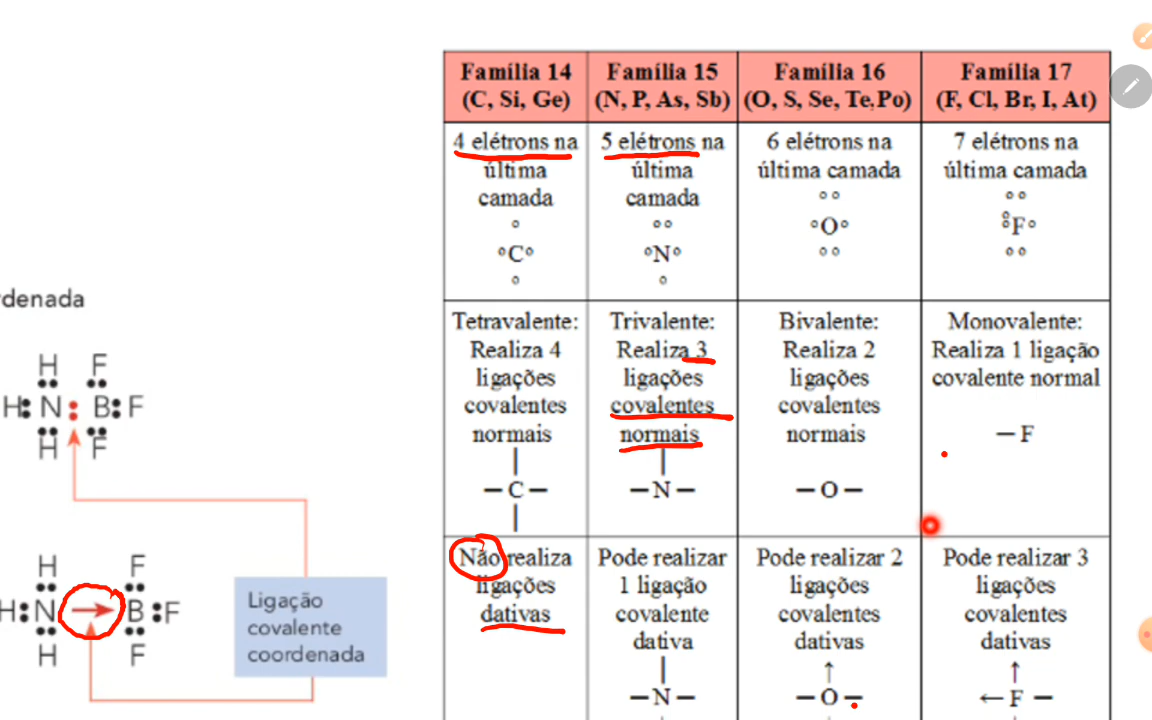 rdenada
H F
H N B F
H F
H F
H N → B F
H F
Ligação
covalente
coordenada
Família 14
(C, Si, Ge)
Família 15
(N, P, As, Sb)
Família 16
(O, S, Se, Te,Po)
Família 17
(F, Cl, Br, I, At)
4 elétrons na
última
camada
C
5 elétrons na
última
camada
N
6 elétrons na
última camada
O
7 elétrons na
última camada
F
Tetravalente:
Realiza 4
ligações
covalentes
normais
– C –
Trivalente:
Realiza 3
ligações
covalentes
normais
– N –
Bivalente:
Realiza 2
ligações
covalentes
normais
– O –
Monovalente:
Realiza 1 ligação
covalente normal
– F
Não realiza
ligações
dativas
Pode realizar
1 ligação
covalente
dativa
– N –
Pode realizar 2
ligações
covalentes
dativas
↑
– O –
Pode realizar 3
ligações
covalentes
dativas
↑
← F –